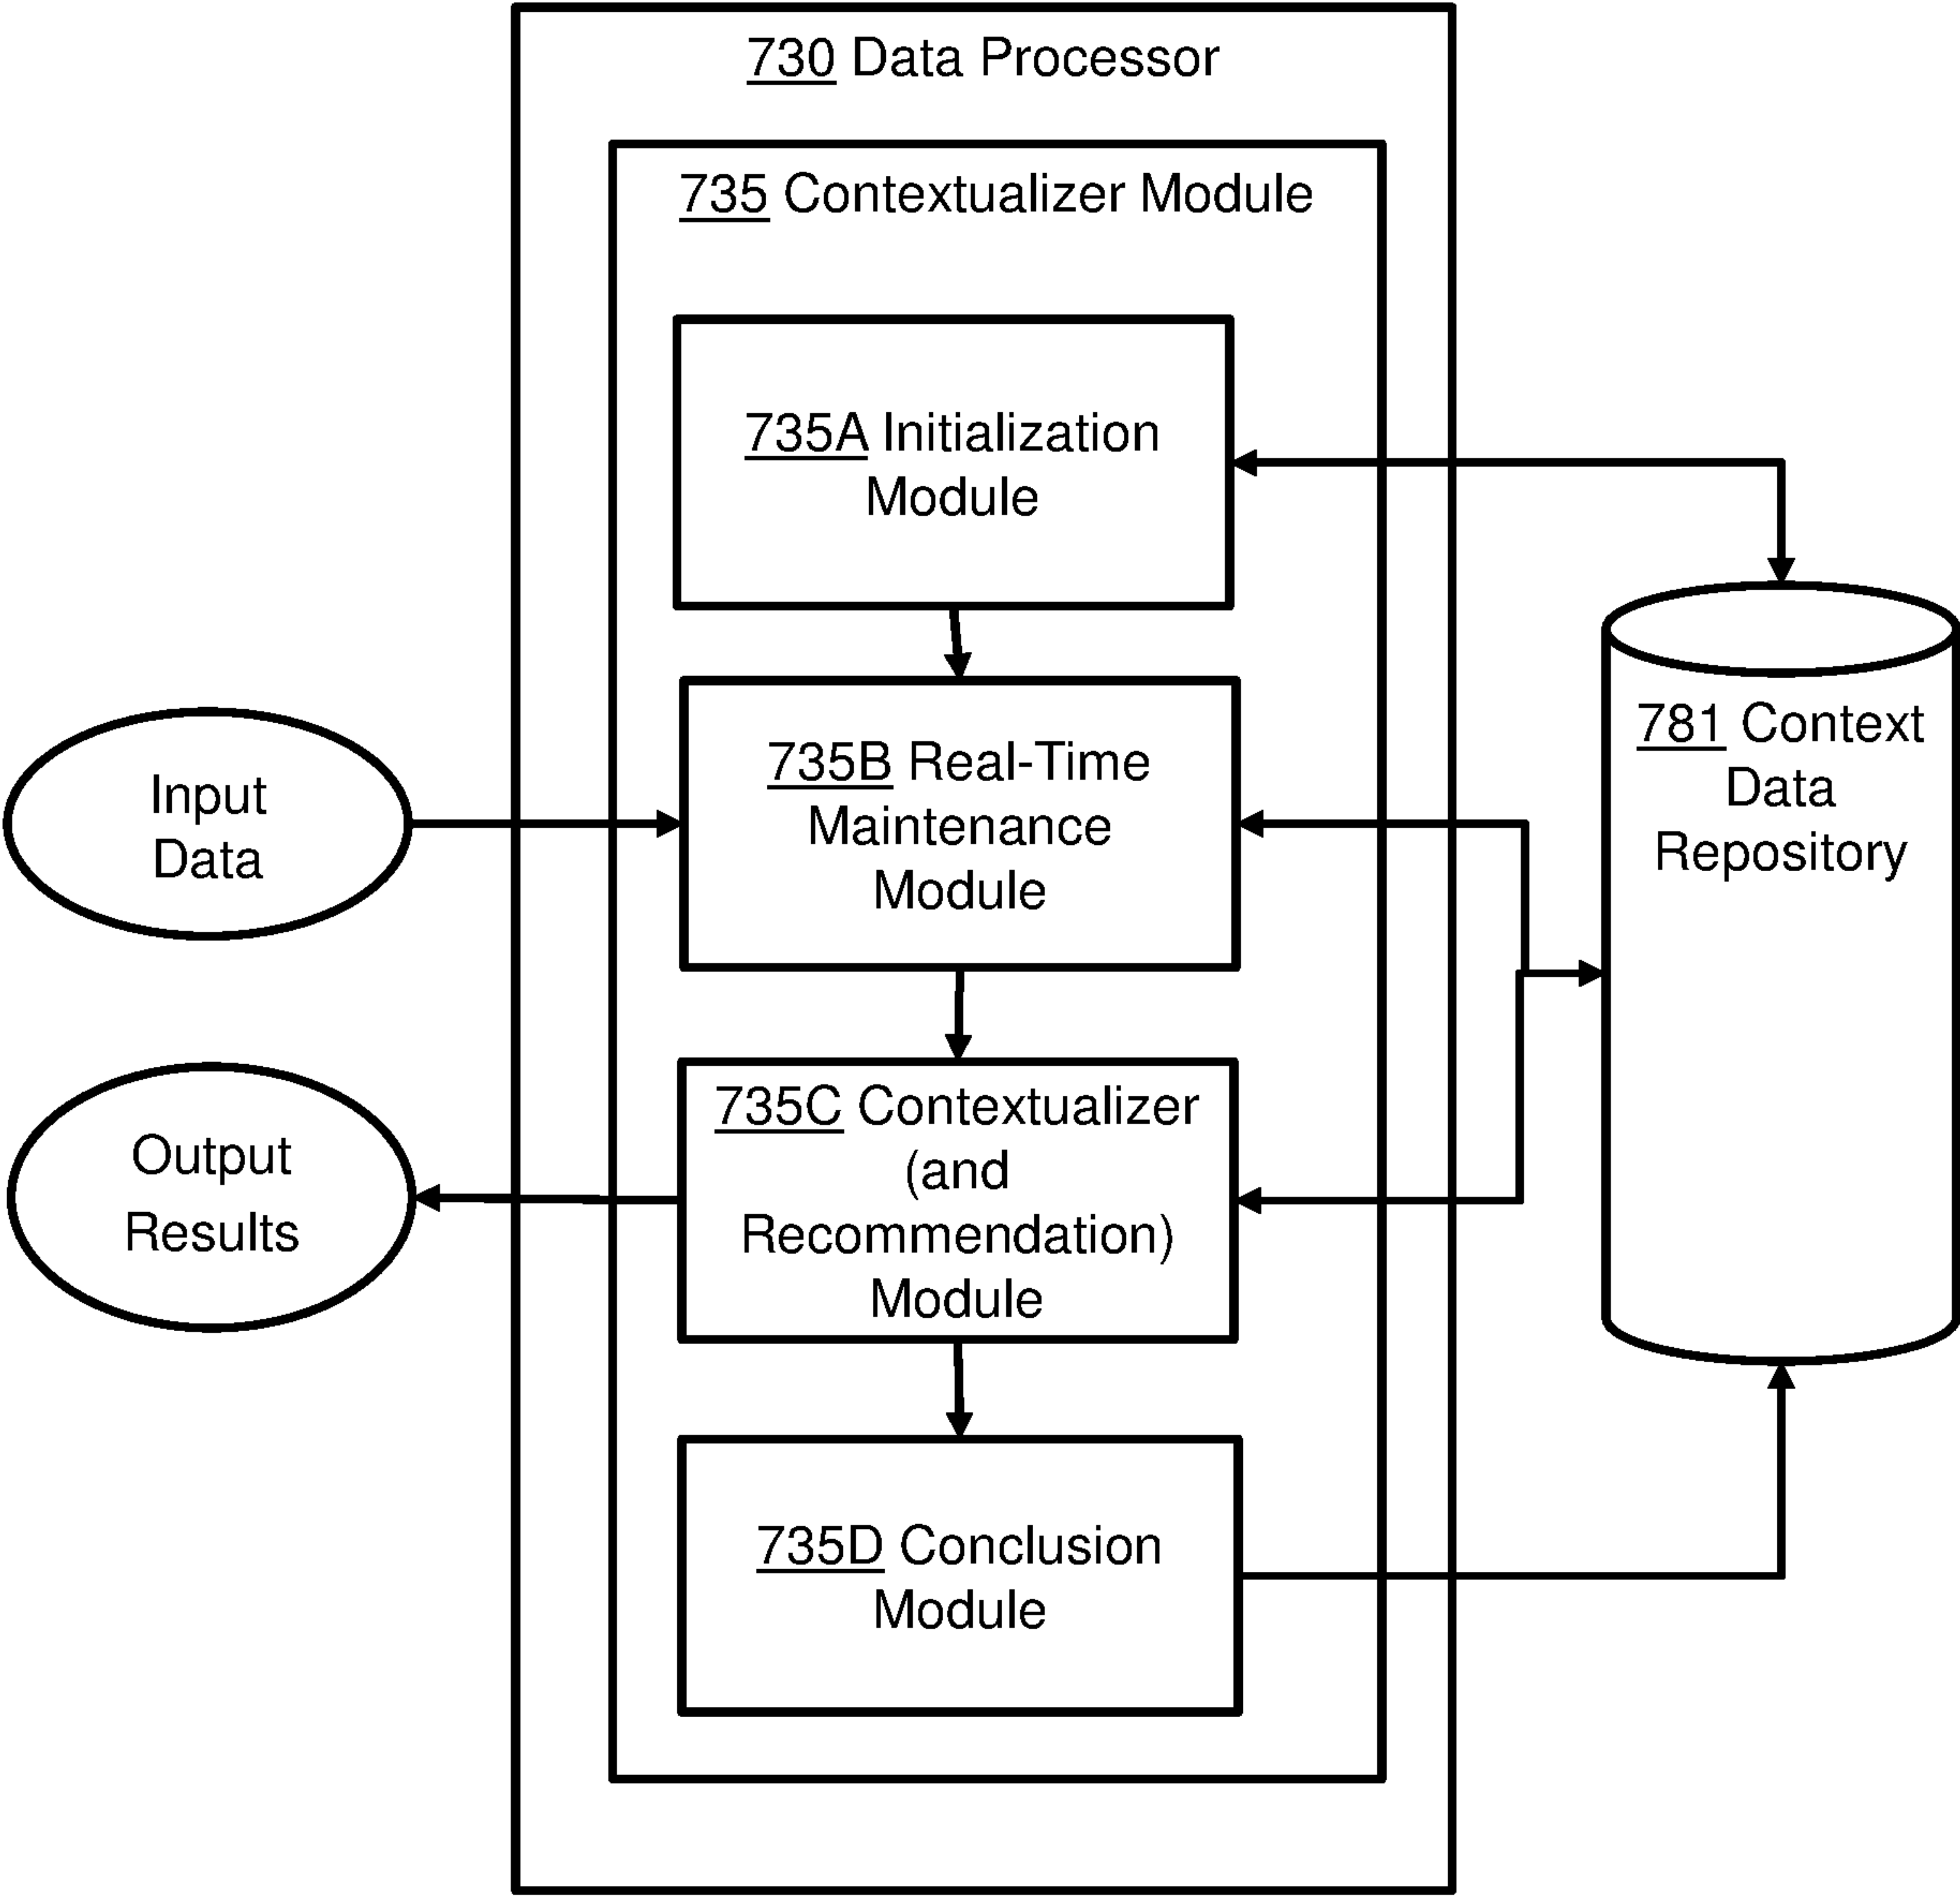 730 Data Processor
735 Contextualizer Module
735A Initialization
Module
735B Real-Time
Maintenance
Module
Input
Data
781 Context
Data
Repository
735C Contextualizer
(and
Recommendation)
Module
Output
Results
735D Conclusion
Module